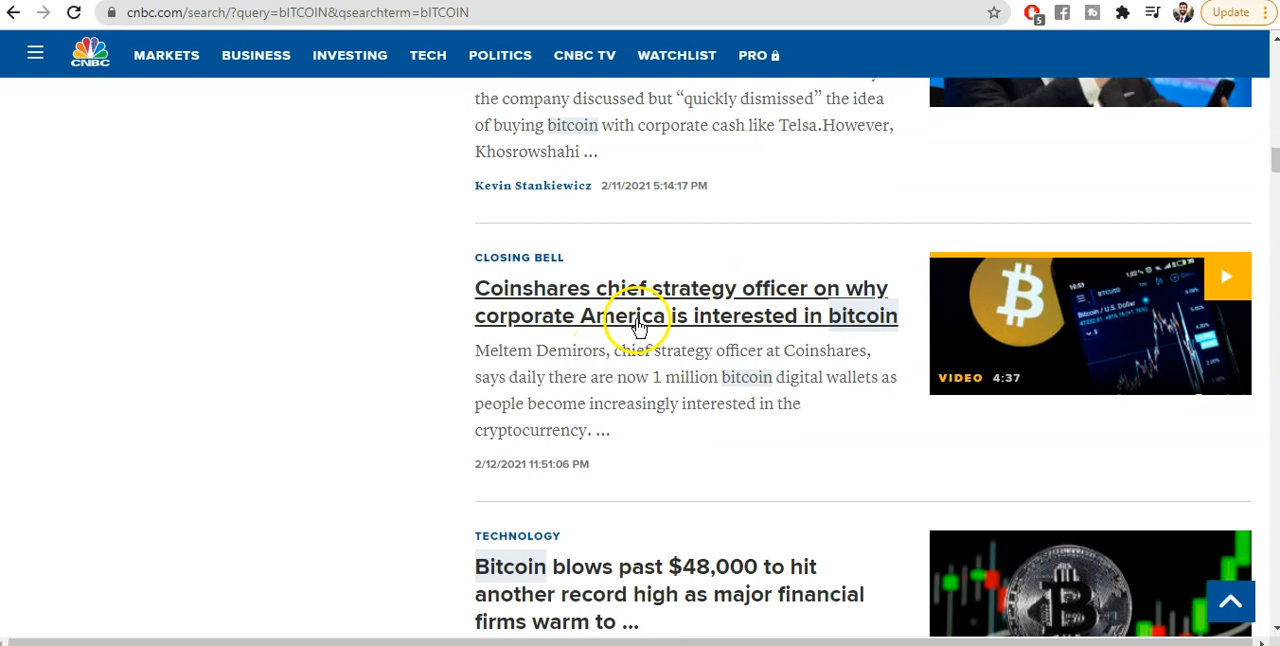 cnbc.com/search/?query=bITCOIN&qsearchterm=bITCOIN
5
Update
CNBC
MARKETS BUSINESS INVESTING TECH POLITICS CNBC TV WATCHLIST PRO
the company discussed but “quickly dismissed” the idea
of buying bitcoin with corporate cash like Telsa.However,
Khosrowshahi ...
Kevin Stankiewicz 2/11/2021 5:14:17 PM
CLOSING BELL
Coinshares chief strategy officer on why
corporate America is interested in bitcoin
Meltem Demirors, chief strategy officer at Coinshares,
says daily there are now 1 million bitcoin digital wallets as
people become increasingly interested in the
cryptocurrency. ...
2/12/2021 11:51:06 PM
VIDEO 4:37
TECHNOLOGY
Bitcoin blows past $48,000 to hit
another record high as major financial
firms warm to ...